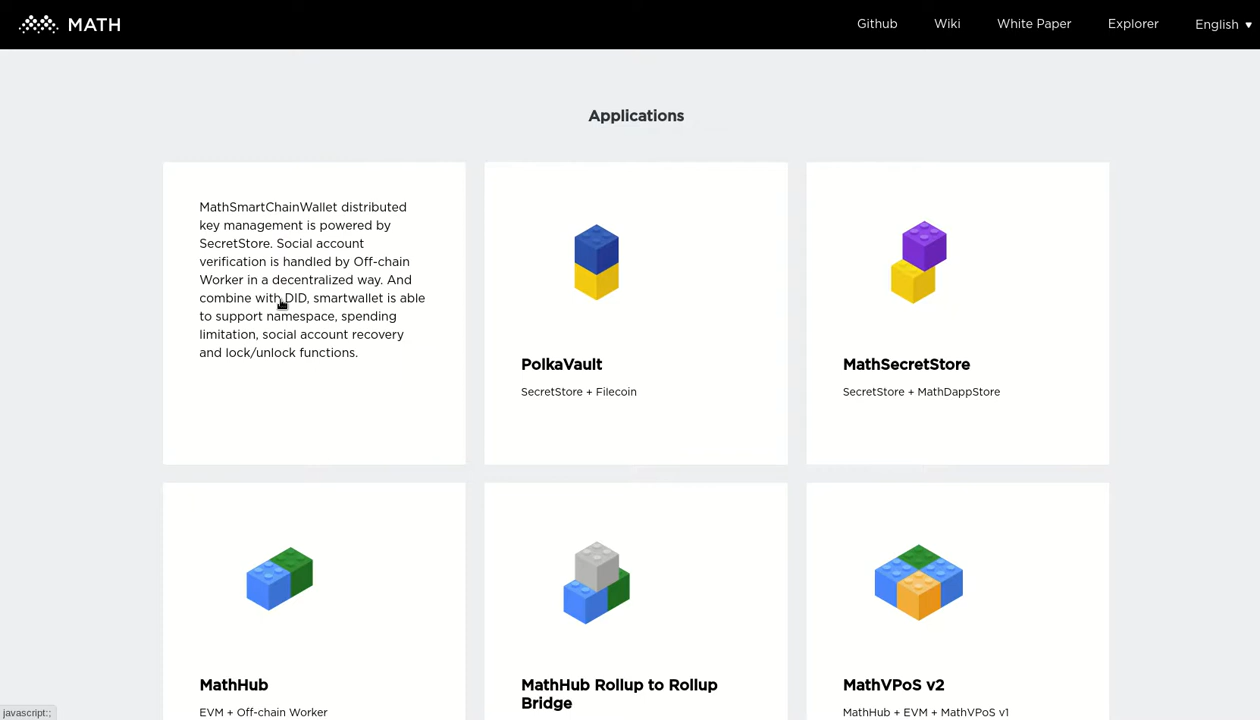 MATH
Github
Wiki
White Paper
Explorer
English ▼
Applications
MathSmartChainWallet distributed
key management is powered by
SecretStore. Social account
verification is handled by Off-chain
Worker in a decentralized way. And
combine with DID, smartwallet is able
to support namespace, spending
limitation, social account recovery
and lock/unlock functions.
PolkaVault
SecretStore + Filecoin
MathSecretStore
SecretStore + MathDappStore
MathHub
EVM + Off-chain Worker
MathHub Rollup to Rollup
Bridge
MathVPoS v2
MathHub + EVM + MathVPoS v1
javascript:;